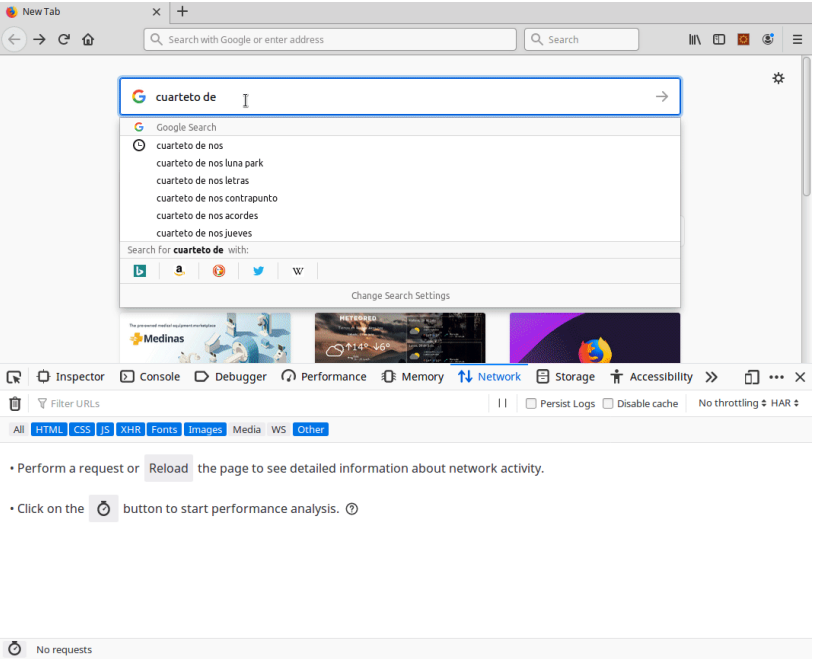 New Tab
Search with Google or enter address
Search
cuarteto de
Google Search
cuarteto de nos
cuarteto de nos luna park
cuarteto de nos letras
cuarteto de nos contrapunto
cuarteto de nos acordes
cuarteto de nos jueves
Search for cuarteto de with:
Change Search Settings
Medinas
METEORED
14° 6°
Inspector Console Debugger Performance Memory Network Storage Accessibility
Filter URLs Persist Logs Disable cache No throttling HAR
All HTML CSS JS XHR Fonts Images Media WS Other
• Perform a request or Reload the page to see detailed information about network activity.
• Click on the button to start performance analysis.
No requests